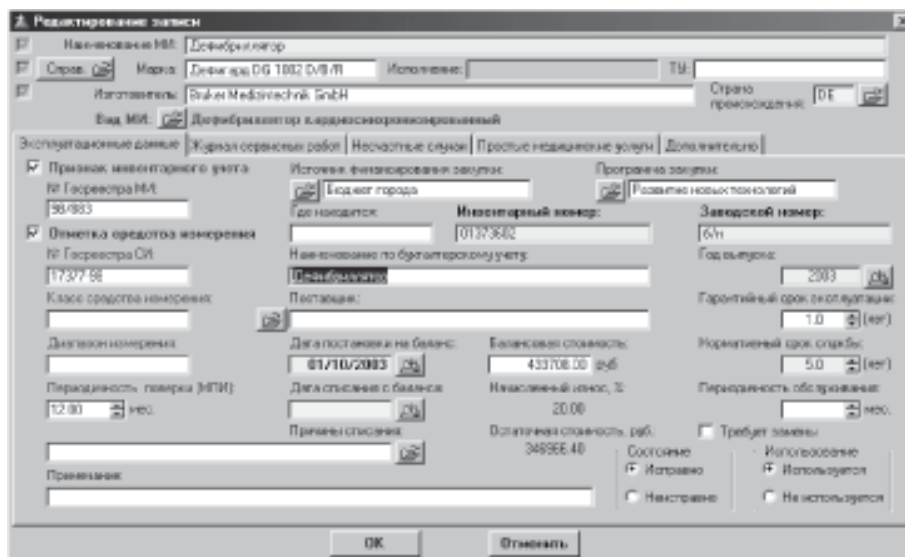 Редактирование записи
Наименование МИ: Дефибриллятор
Справ. Марка: Дефигард DG 1002 D/B/R Исполнение: ТУ:
Изготовитель: Bruker Medizintechnik GmbH Страна происхождения: DE
Вид МИ: Дефибриллятор кардиосинхронизированный
Эксплуатационные данные Журнал сервисных работ Несчастные случаи Простые медицинские услуги Дополнительно
Признак инвентарного учета Источник финансирования закупки: Программа закупки:
№ Госреестра МИ: Бюджет города Развитие новых технологий
98/883 Где находится: Инвентарный номер: Заводской номер:
Отметка средства измерения 01373602 б/н
№ Госреестра СИ: Наименование по бухгалтерскому учету: Год выпуска:
17377-98 Дефибриллятор 2003
Класс средства измерения: Поставщик: Гарантийный срок эксплуатации:
1.0 (лет)
Диапазон измерения: Дата постановки на баланс: Балансовая стоимость: Нормативный срок службы:
01/10/2003 433708.00 руб 5.0 (лет)
Периодичность поверки (МПИ): Дата списания с баланса: Начисленный износ, % Периодичность обслуживания:
12.00 мес. 20.00 мес.
Причины списания: Остаточная стоимость, руб. Требует замены
346966.40 Состояние Использование
Исправно Используется
Примечание: Неисправно Не используется
OK Отменить